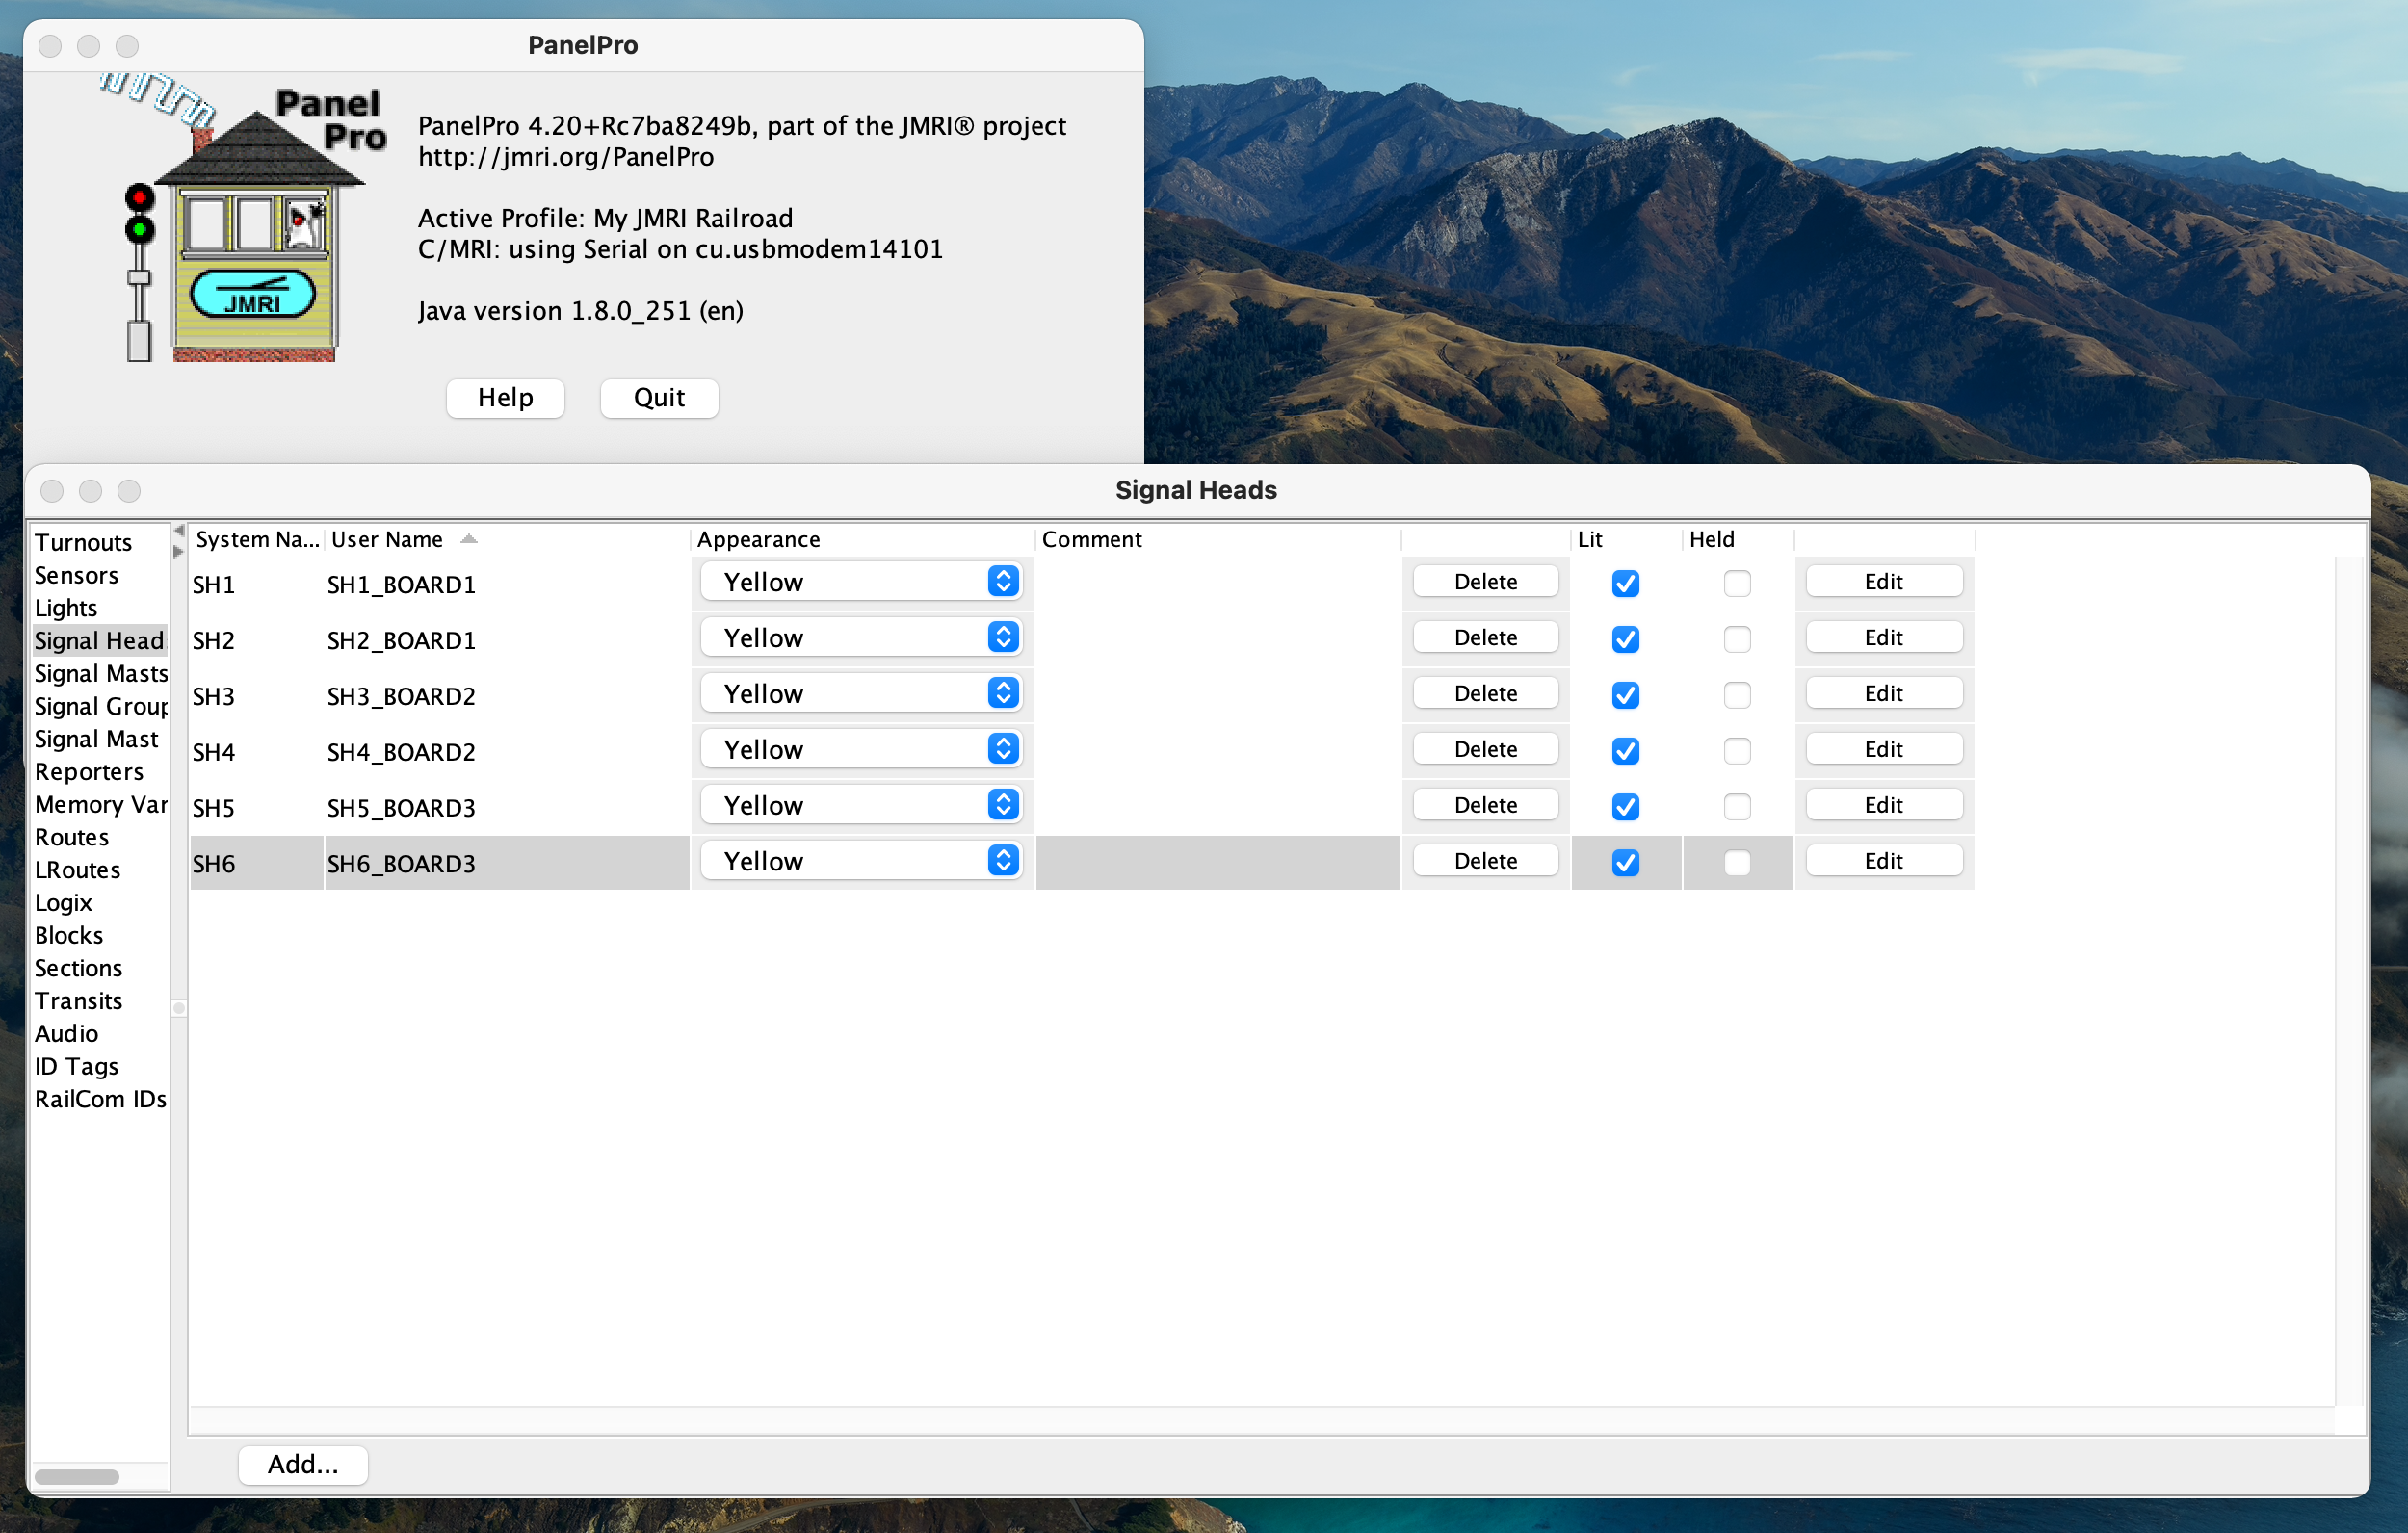 PanelPro
Panel
Pro
PanelPro 4.20+Rc7ba8249b, part of the JMRI® project
http://jmri.org/PanelPro
Active Profile: My JMRI Railroad
C/MRI: using Serial on cu.usbmodem14101
JMRI
Java version 1.8.0_251 (en)
Help Quit
Signal Heads
Turnouts
Sensors
Lights
Signal Head
Signal Masts
Signal Group
Signal Mast
Reporters
Memory Var
Routes
LRoutes
Logix
Blocks
Sections
Transits
Audio
ID Tags
RailCom IDs
System Na... User Name Appearance Comment Lit Held
SH1 SH1_BOARD1 Yellow Delete Edit
SH2 SH2_BOARD1 Yellow Delete Edit
SH3 SH3_BOARD2 Yellow Delete Edit
SH4 SH4_BOARD2 Yellow Delete Edit
SH5 SH5_BOARD3 Yellow Delete Edit
SH6 SH6_BOARD3 Yellow Delete Edit
Add...